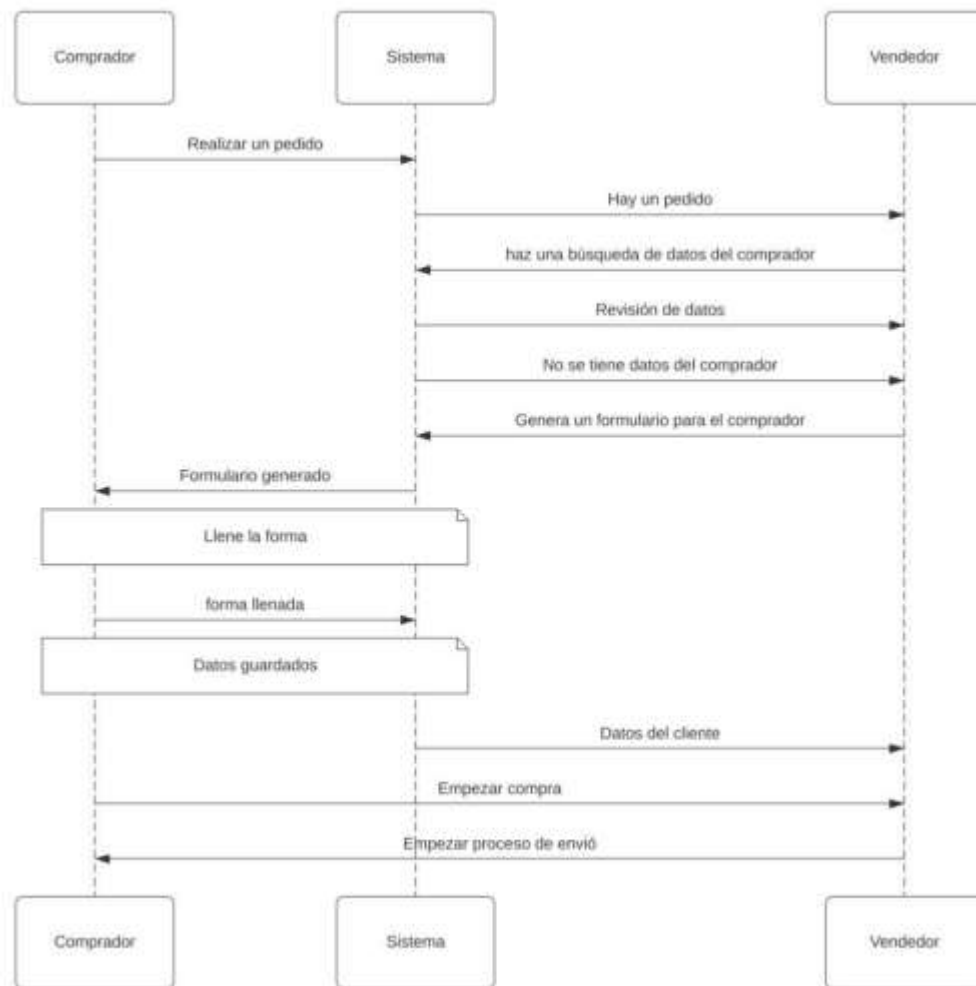 Comprador
Sistema
Vendedor
Realizar un pedido
Hay un pedido
haz una búsqueda de datos del comprador
Revisión de datos
No se tiene datos del comprador
Genera un formulario para el comprador
Formulario generado
Llene la forma
forma llenada
Datos guardados
Datos del cliente
Empezar compra
Empezar proceso de envió
Comprador
Sistema
Vendedor